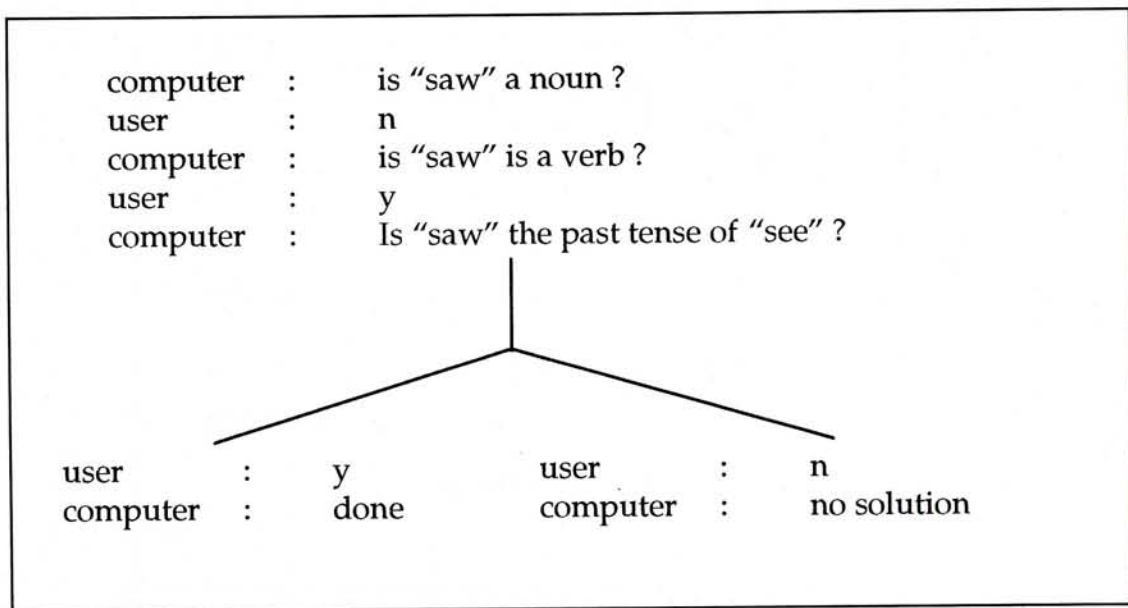 computer : is "saw" a noun ?
user : n
computer : is "saw" is a verb ?
user : y
computer : Is "saw" the past tense of "see" ?
user : y user : n
computer : done computer : no solution